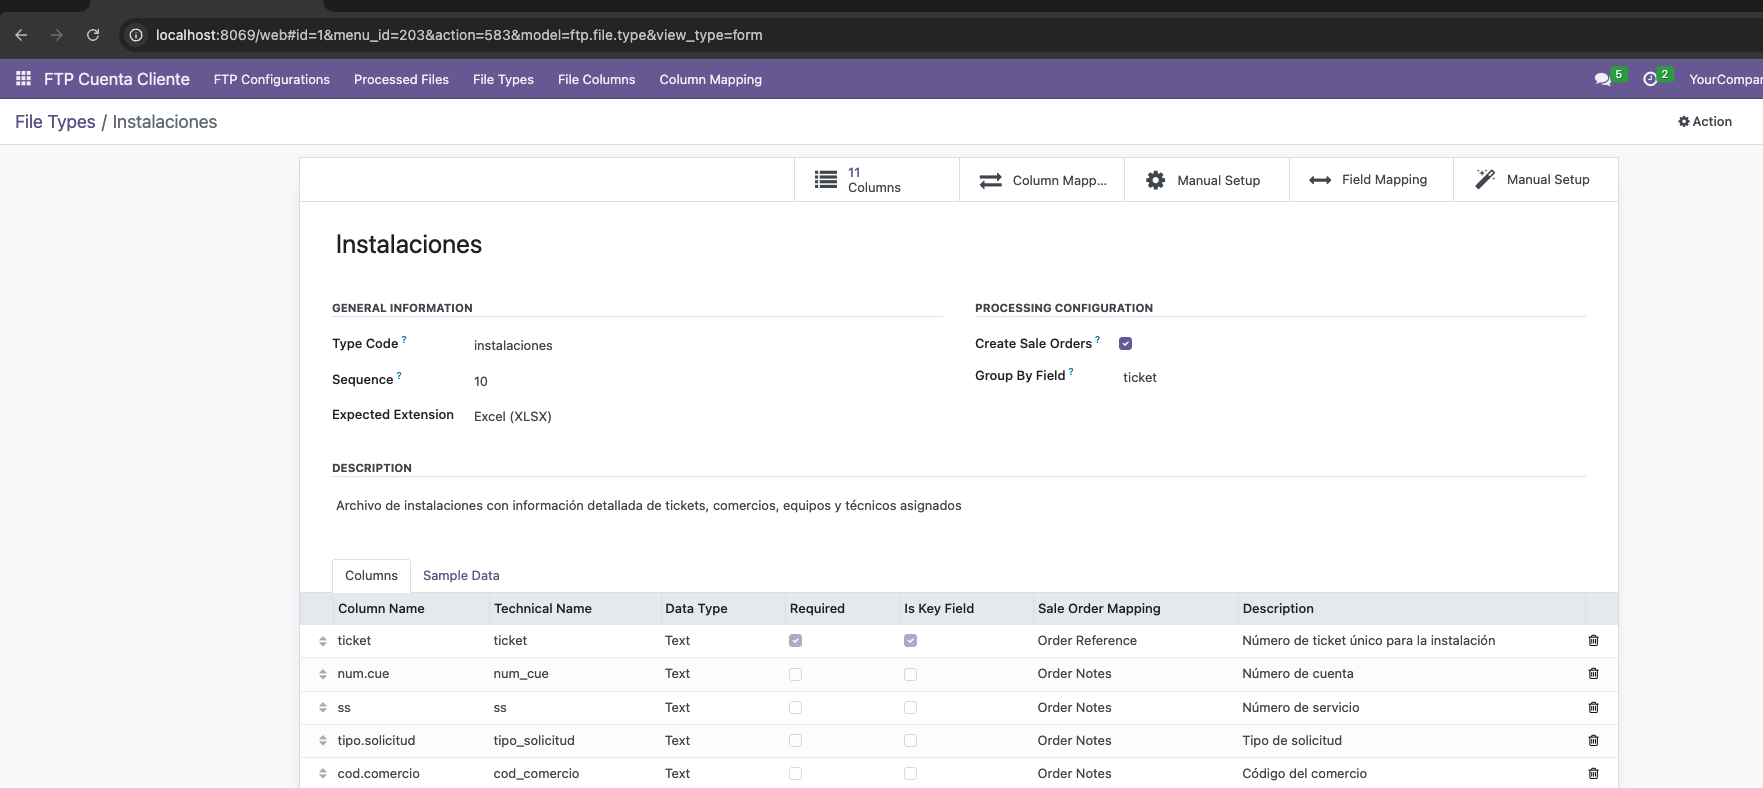 localhost:8069/web#id=1&menu_id=203&action=583&model=ftp.file.type&view_type=form
FTP Cuenta Cliente FTP Configurations Processed Files File Types File Columns Column Mapping 5 2 YourCompan
File Types / Instalaciones Action
11 Columns Column Mapp... Manual Setup Field Mapping Manual Setup
Instalaciones
GENERAL INFORMATION PROCESSING CONFIGURATION
Type Code ? instalaciones Create Sale Orders ?
Sequence ? 10 Group By Field ? ticket
Expected Extension Excel (XLSX)
DESCRIPTION
Archivo de instalaciones con información detallada de tickets, comercios, equipos y técnicos asignados
Columns Sample Data
Column Name Technical Name Data Type Required Is Key Field Sale Order Mapping Description
ticket ticket Text Order Reference Número de ticket único para la instalación
num.cue num_cue Text Order Notes Número de cuenta
ss ss Text Order Notes Número de servicio
tipo.solicitud tipo_solicitud Text Order Notes Tipo de solicitud
cod.comercio cod_comercio Text Order Notes Código del comercio